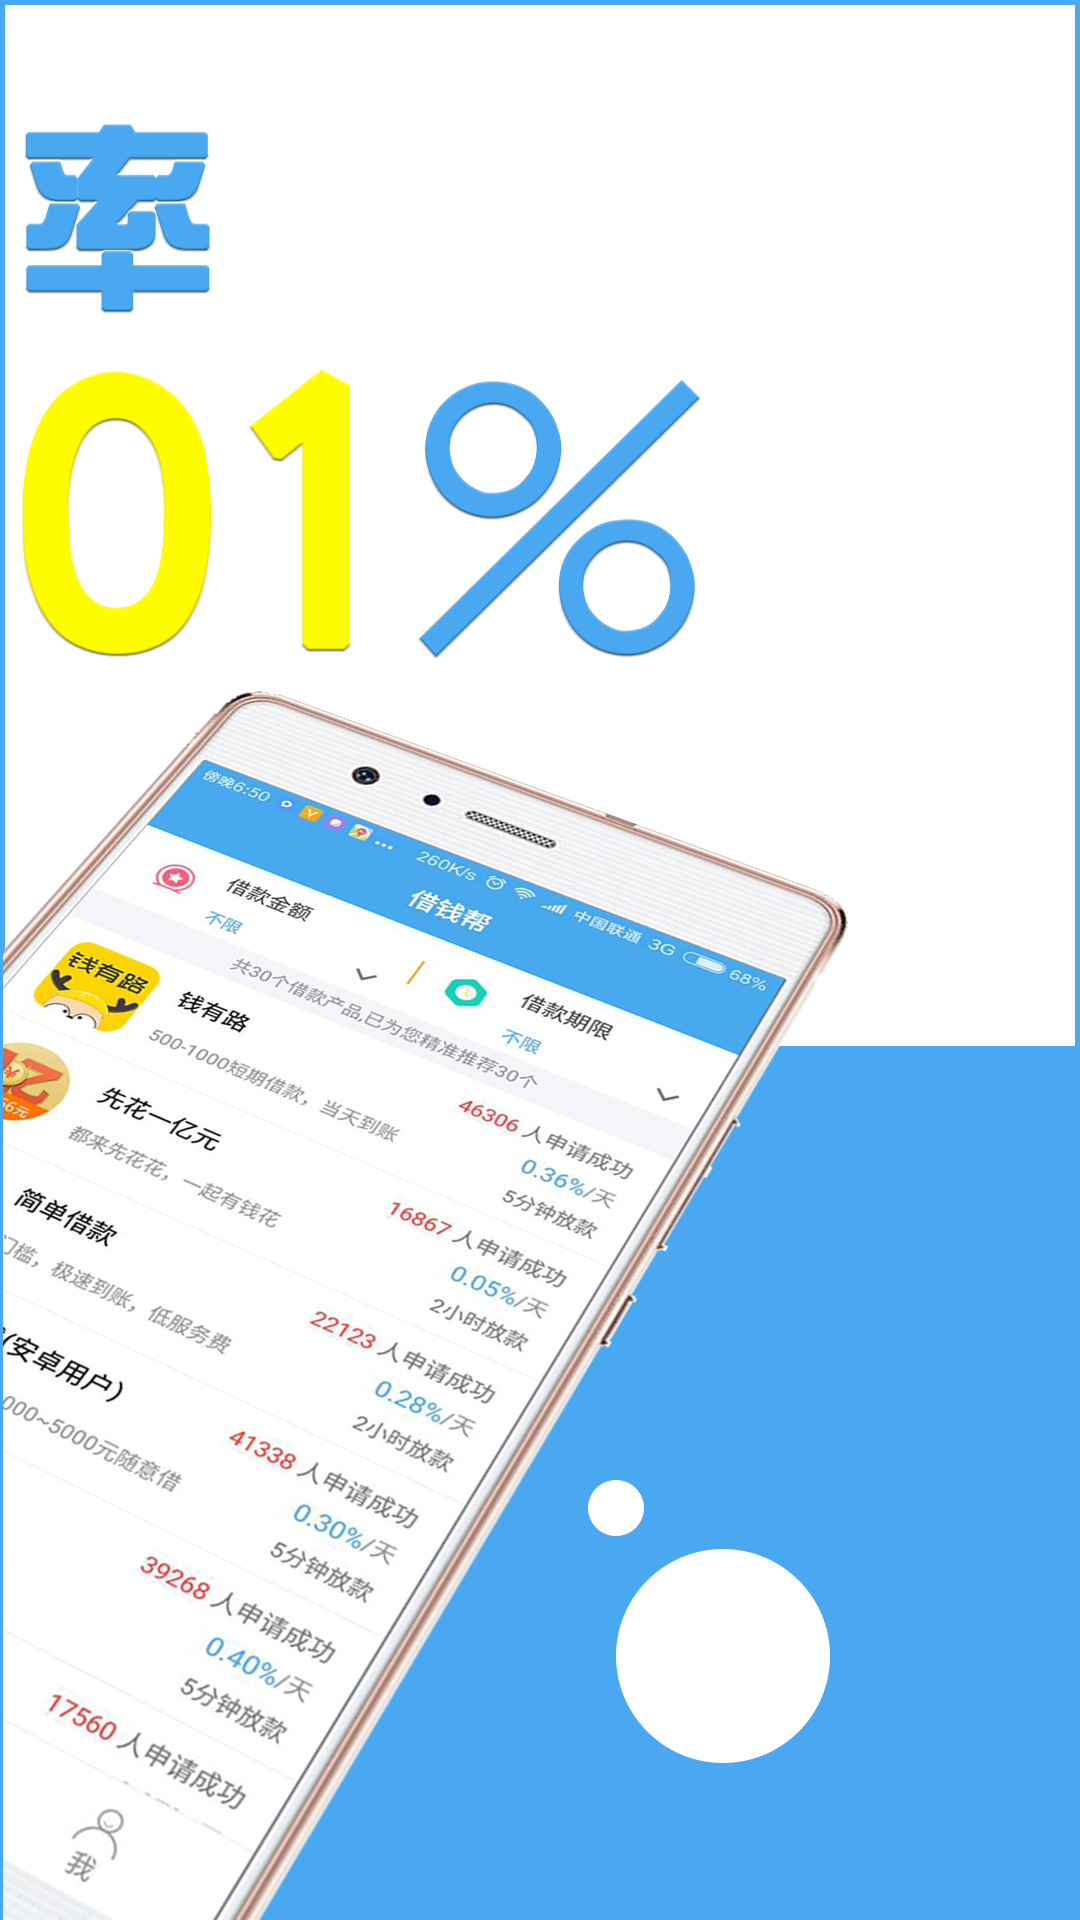 率
01%
傍晚6:50
260K/s
中国联通 3G 68%
借钱帮
借款金额
不限
借款期限
不限
共30个借款产品,已为您精准推荐30个
钱有路
钱有路
500-1000短期借款，当天到账
46306 人申请成功
0.36%/天
5分钟放款
先花一亿元
都来先花花，一起有钱花
16867 人申请成功
0.05%/天
2小时放款
简单借款
门槛，极速到账，低服务费
22123 人申请成功
0.28%/天
2小时放款
(安卓用户)
000~5000元随意借
41338 人申请成功
0.30%/天
5分钟放款
39268 人申请成功
0.40%/天
5分钟放款
17560 人申请成功
我